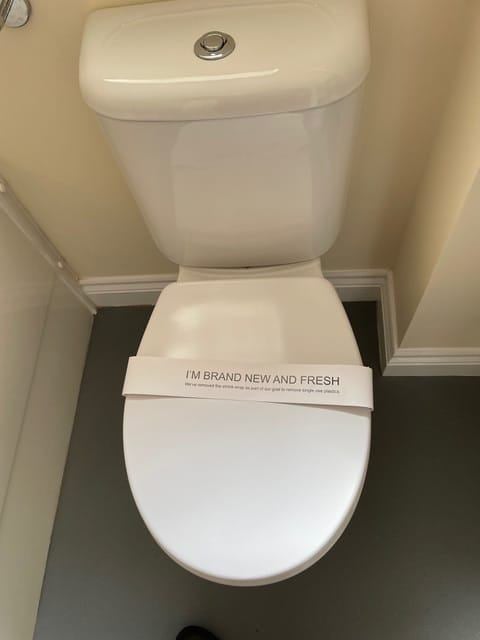 I'M BRAND NEW AND FRESH
We've removed the shrink wrap as part of our goal to remove single use plastics